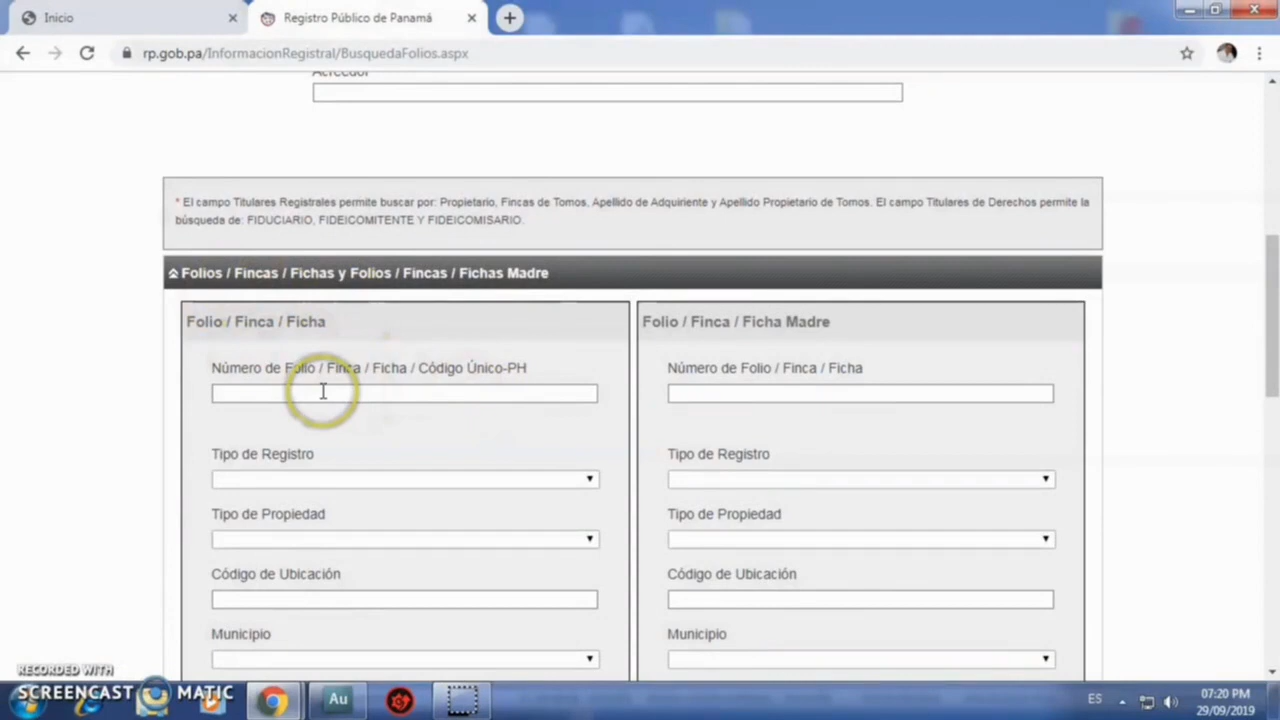 Inicio
Registro Público de Panamá
rp.gob.pa/InformacionRegistral/BusquedaFolios.aspx
Acreedor
* El campo Titulares Registrales permite buscar por: Propietario, Fincas de Tomos, Apellido de Adquiriente y Apellido Propietario de Tomos. El campo Titulares de Derechos permite la
búsqueda de: FIDUCIARIO, FIDEICOMITENTE Y FIDEICOMISARIO.
Folios / Fincas / Fichas y Folios / Fincas / Fichas Madre
Folio / Finca / Ficha
Número de Folio / Finca / Ficha / Código Único-PH
Tipo de Registro
Tipo de Propiedad
Código de Ubicación
Municipio
Folio / Finca / Ficha Madre
Número de Folio / Finca / Ficha
Tipo de Registro
Tipo de Propiedad
Código de Ubicación
Municipio
RECORDED WITH
SCREENCAST MATIC
Au
ES
07:20 PM
29/09/2019